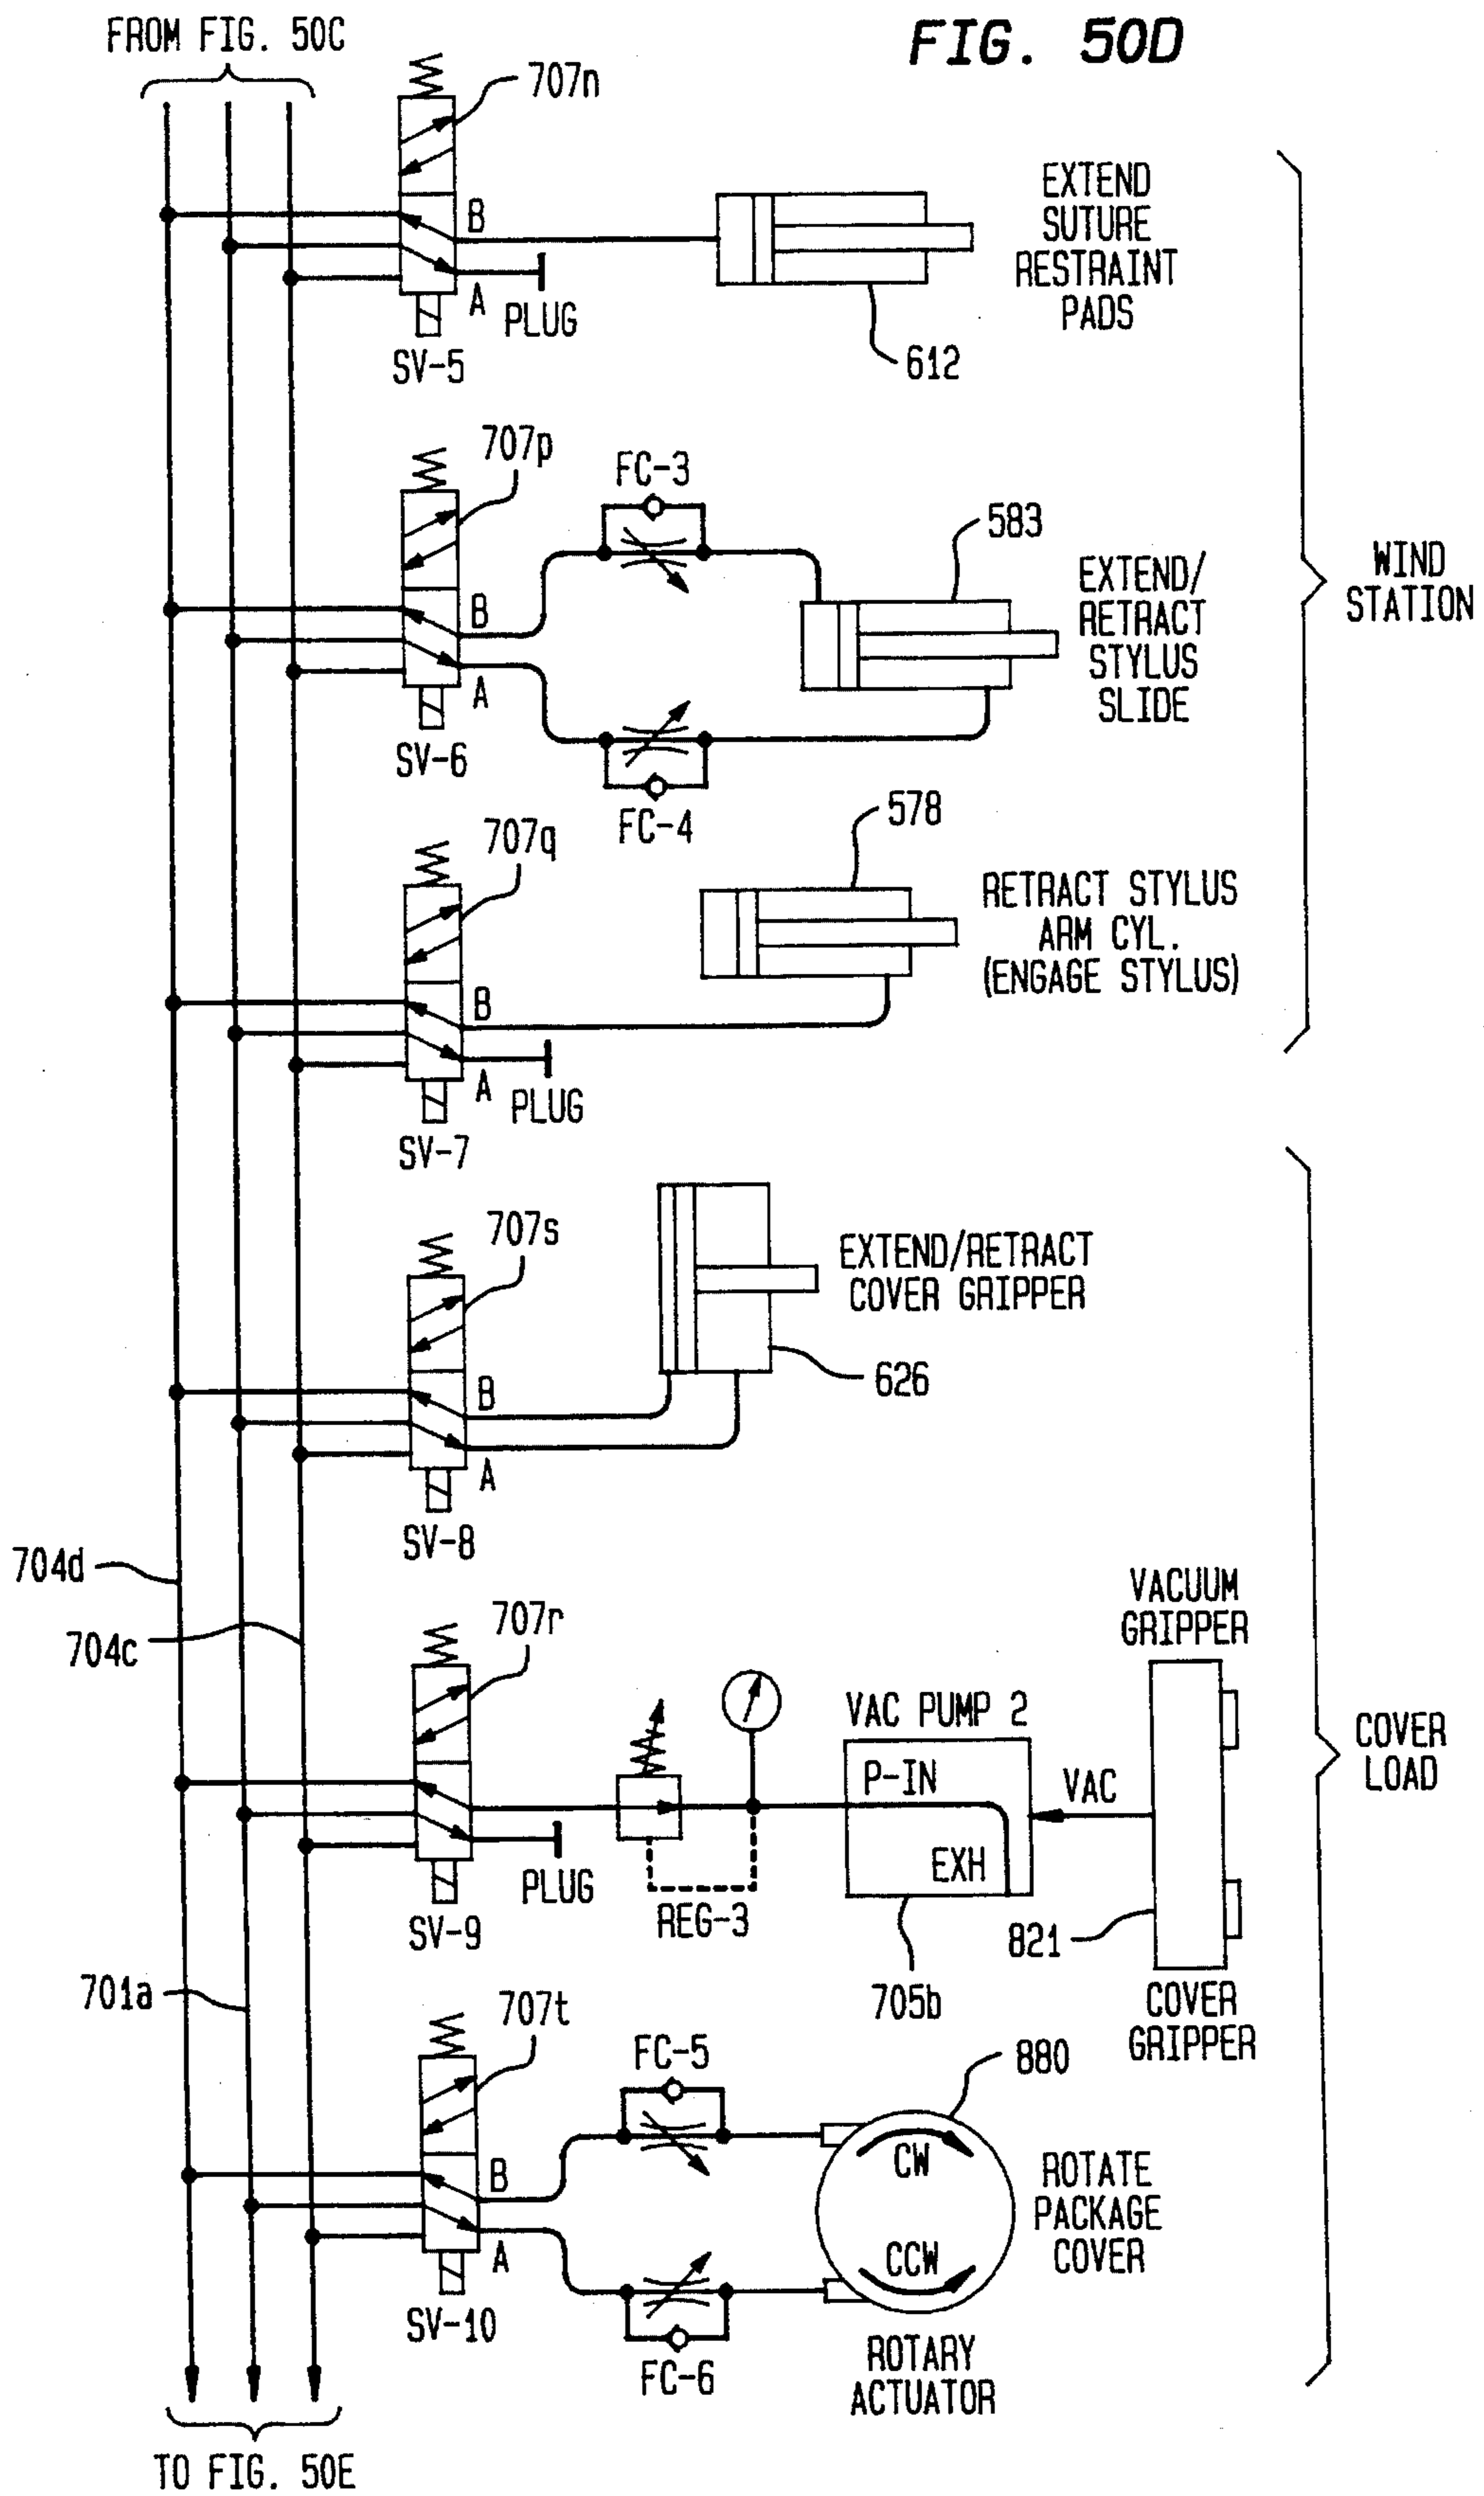 FROM FIG. 50C
FIG. 50D
707n
B
A
PLUG
SV-5
612
EXTEND
SUTURE
RESTRAINT
PADS
707p
B
A
SV-6
FC-3
FC-4
583
EXTEND/
RETRACT
STYLUS
SLIDE
WIND
STATION
707q
B
A
PLUG
SV-7
578
RETRACT STYLUS
ARM CYL.
(ENGAGE STYLUS)
707s
B
A
SV-8
EXTEND/RETRACT
COVER GRIPPER
626
704d
704c
707r
PLUG
SV-9
REG-3
VAC PUMP 2
P-IN
EXH
705b
VAC
VACUUM
GRIPPER
821
COVER
GRIPPER
COVER
LOAD
701a
707t
B
A
SV-10
FC-5
FC-6
880
CW
CCW
ROTATE
PACKAGE
COVER
ROTARY
ACTUATOR
TO FIG. 50E